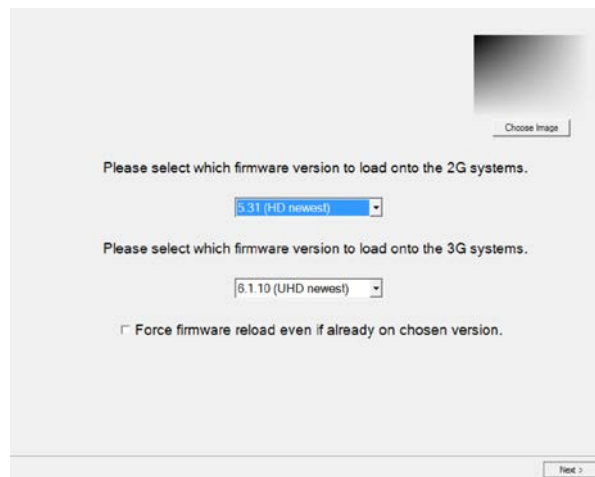 Choose Image
Please select which firmware version to load onto the 2G systems.
5.31 (HD newest)
Please select which firmware version to load onto the 3G systems.
6.1.10 (UHD newest)
Force firmware reload even if already on chosen version.
Next >